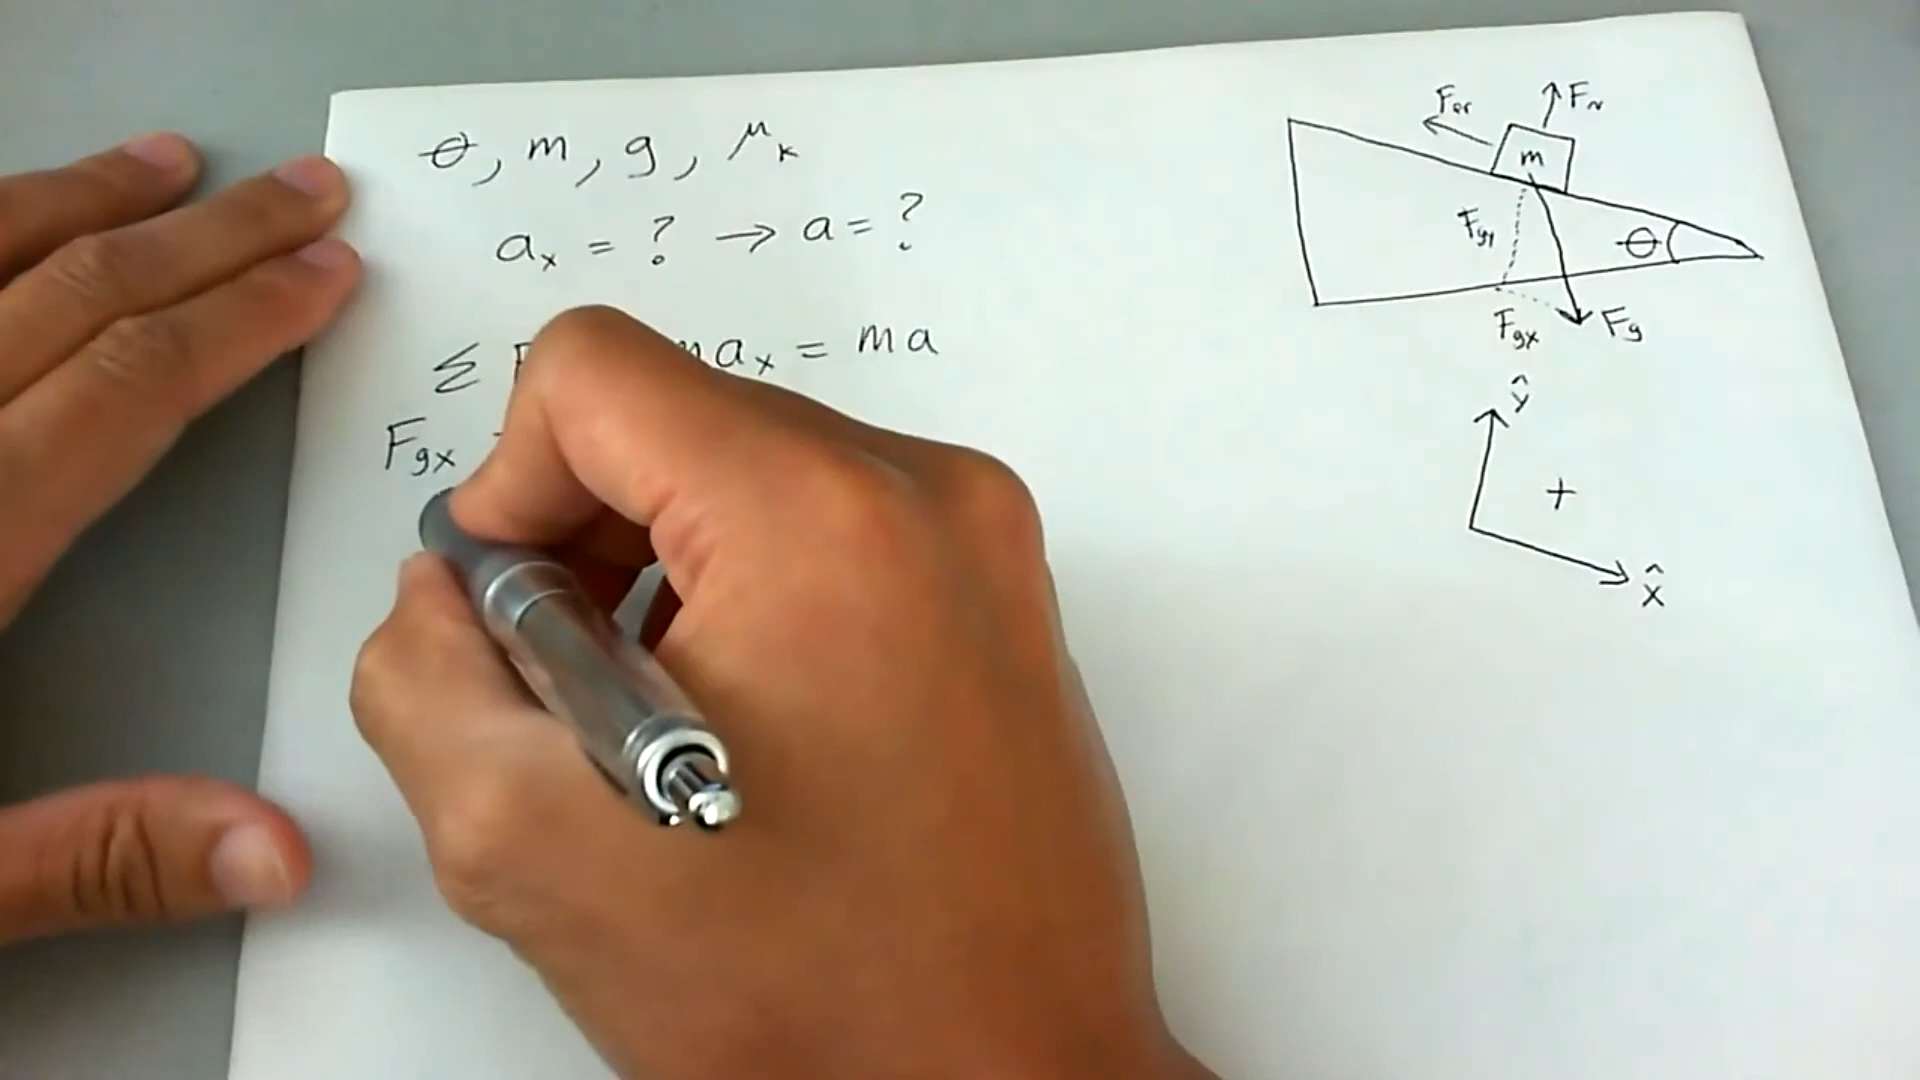 θ, m, g, μk
ax = ? → a = ?
Σ F max = ma
Fgx
Ffr
FN
m
Fgy
θ
Fgx
Fg
ŷ
+
x̂